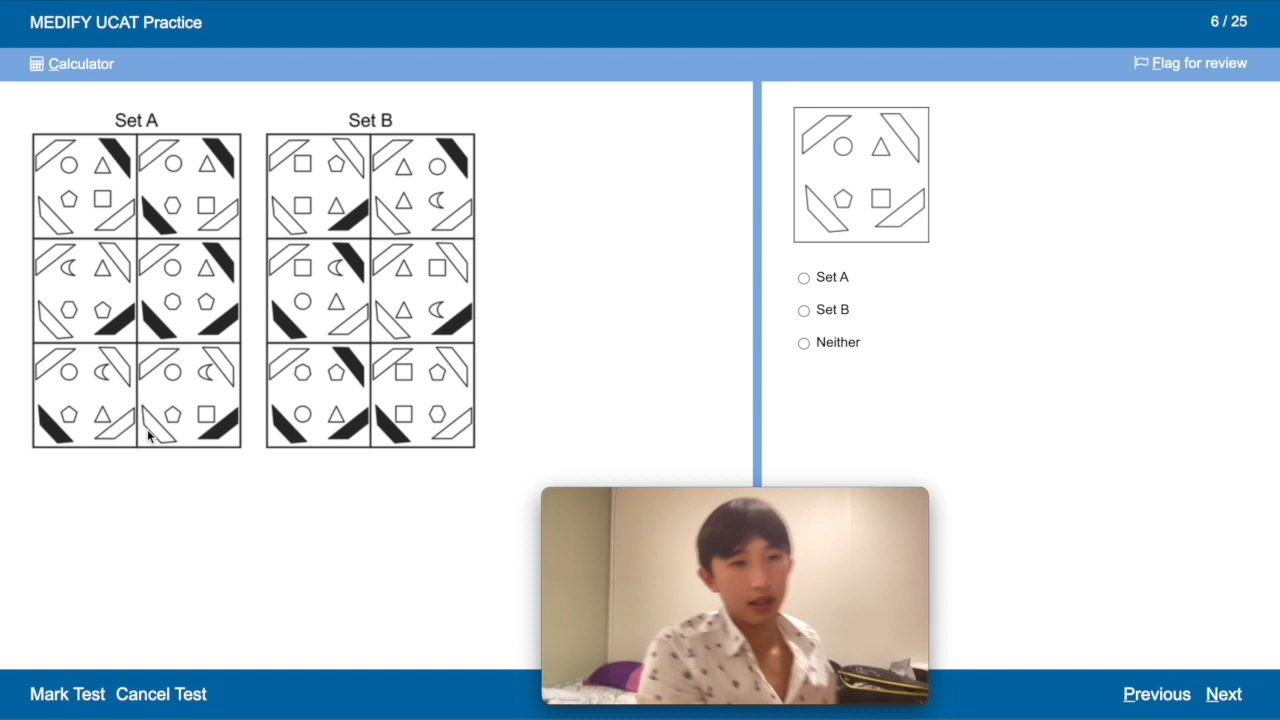 MEDIFY UCAT Practice
6 / 25
Calculator
Flag for review
Set A
Set B
Set A
Set B
Neither
Mark Test
Cancel Test
Previous
Next